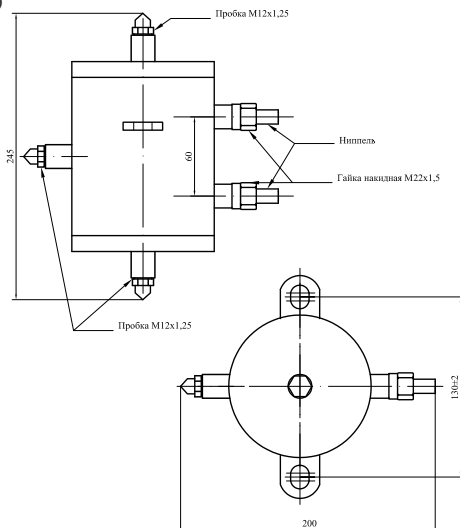 Пробка М12х1,25
245
60
Ниппель
Гайка накидная М22х1,5
Пробка М12х1,25
130±2
200